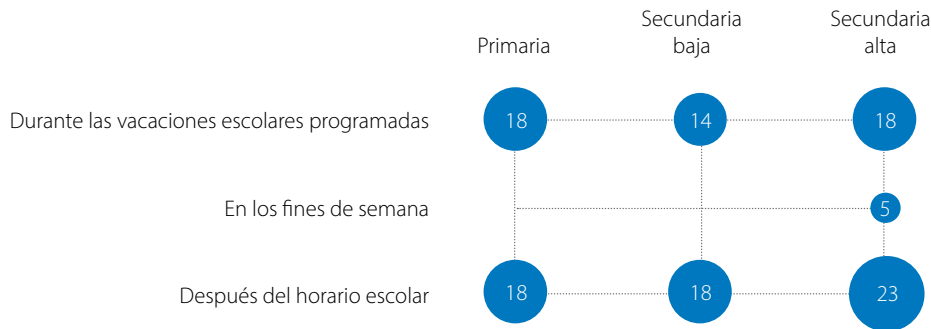 Primaria
Secundaria
baja
Secundaria
alta
Durante las vacaciones escolares programadas
18
14
18
En los fines de semana
5
Después del horario escolar
18
18
23